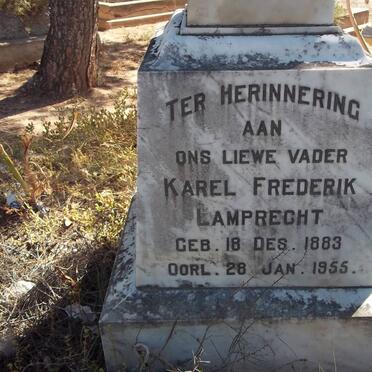 TER HERINNERING
AAN
ONS LIEWE VADER
KAREL FREDERIK
LAMPRECHT
GEB. 18 DES. 1883
OORL. 28 JAN. 1955.